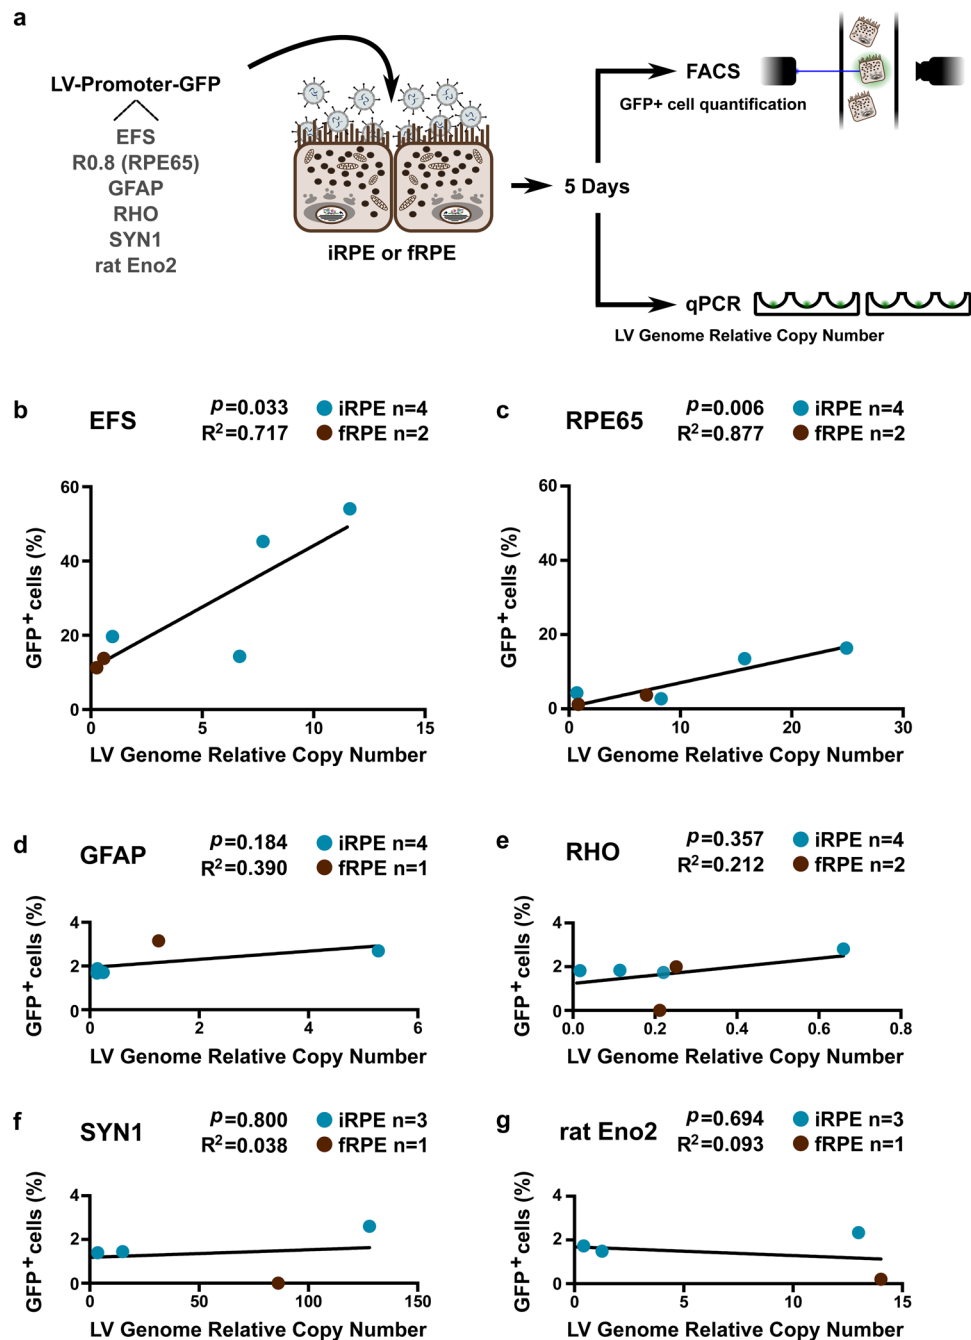 a
LV-Promoter-GFP
EFS
R0.8 (RPE65)
GFAP
RHO
SYN1
rat Eno2
iRPE or fRPE
5 Days
FACS
GFP+ cell quantification
qPCR
LV Genome Relative Copy Number
b
EFS
p=0.033
R²=0.717
iRPE n=4
fRPE n=2
GFP⁺cells (%)
60
40
20
0
0 5 10 15
LV Genome Relative Copy Number
c
RPE65
p=0.006
R²=0.877
iRPE n=4
fRPE n=2
GFP⁺cells (%)
60
40
20
0
0 10 20 30
LV Genome Relative Copy Number
d
GFAP
p=0.184
R²=0.390
iRPE n=4
fRPE n=1
GFP⁺cells (%)
4
2
0
0 2 4 6
LV Genome Relative Copy Number
e
RHO
p=0.357
R²=0.212
iRPE n=4
fRPE n=2
GFP⁺cells (%)
4
2
0
0.0 0.2 0.4 0.6 0.8
LV Genome Relative Copy Number
f
SYN1
p=0.800
R²=0.038
iRPE n=3
fRPE n=1
GFP⁺cells (%)
4
2
0
0 50 100 150
LV Genome Relative Copy Number
g
rat Eno2
p=0.694
R²=0.093
iRPE n=3
fRPE n=1
GFP⁺cells (%)
4
2
0
0 5 10 15
LV Genome Relative Copy Number